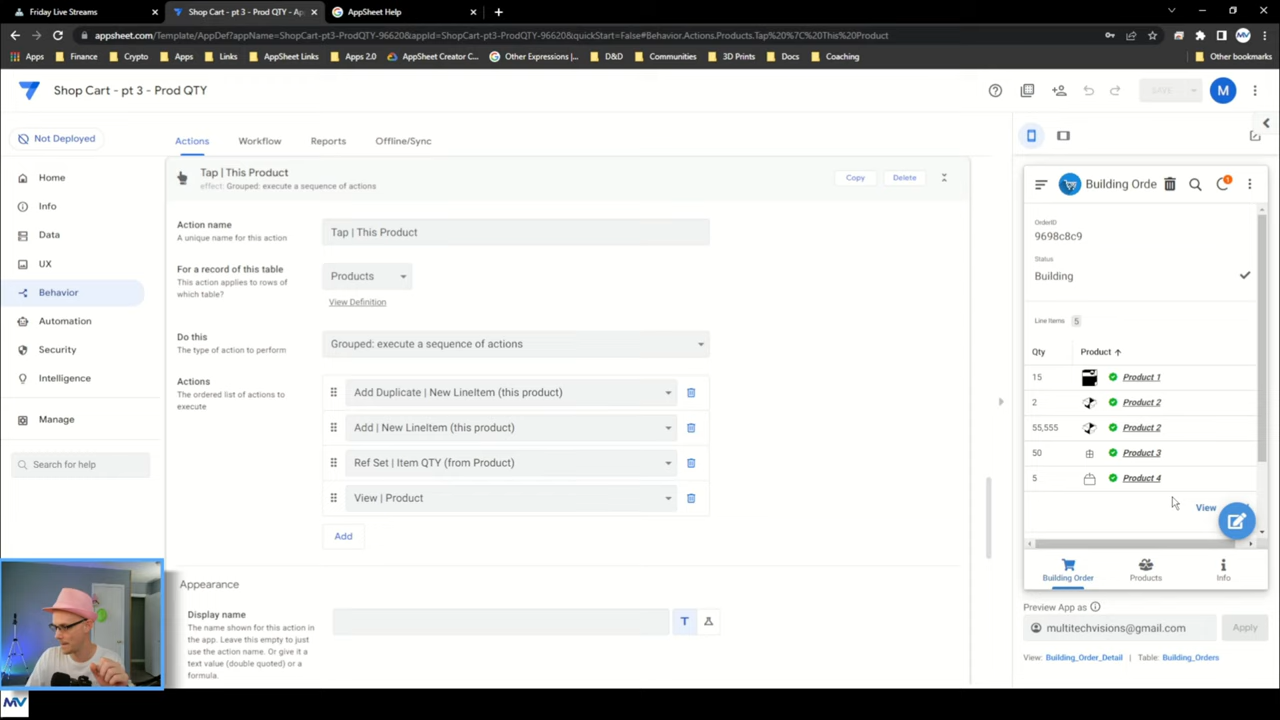 Friday Live Streams
Shop Cart - pt 3 - Prod QTY - Ap
AppSheet Help
appsheet.com/Template/AppDef?appName=ShopCart-pt3-ProdQTY-96620&appId=ShopCart-pt3-ProdQTY-96620&quickStart=False#Behavior.Actions.Products.Tap%20%7C%20This%20Product
Apps
Finance
Crypto
Apps
Links
AppSheet Links
Apps 2.0
AppSheet Creator C...
Other Expressions |...
D&D
Communities
3D Prints
Docs
Coaching
Other bookmarks
Shop Cart - pt 3 - Prod QTY
SAVE
M
Not Deployed
Home
Info
Data
UX
Behavior
Automation
Security
Intelligence
Manage
Search for help
Actions
Workflow
Reports
Offline/Sync
Tap | This Product
effect: Grouped: execute a sequence of actions
Copy
Delete
Action name
A unique name for this action
Tap | This Product
For a record of this table
This action applies to rows of
which table?
Products
View Definition
Do this
The type of action to perform
Grouped: execute a sequence of actions
Actions
The ordered list of actions to
execute
Add Duplicate | New LineItem (this product)
Add | New LineItem (this product)
Ref Set | Item QTY (from Product)
View | Product
Add
Appearance
Display name
The name shown for this action in
the app. Leave this empty to just
use the action name. Or give it a
text value (double quoted) or a
formula.
T
Building Orde
1
OrderID
9698c8c9
Status
Building
Line Items 5
Qty Product
15 Product 1
2 Product 2
55,555 Product 2
50 Product 3
5 Product 4
View
Building Order
Products
Info
Preview App as
multitechvisions@gmail.com
Apply
View: Building_Order_Detail | Table: Building_Orders
MV